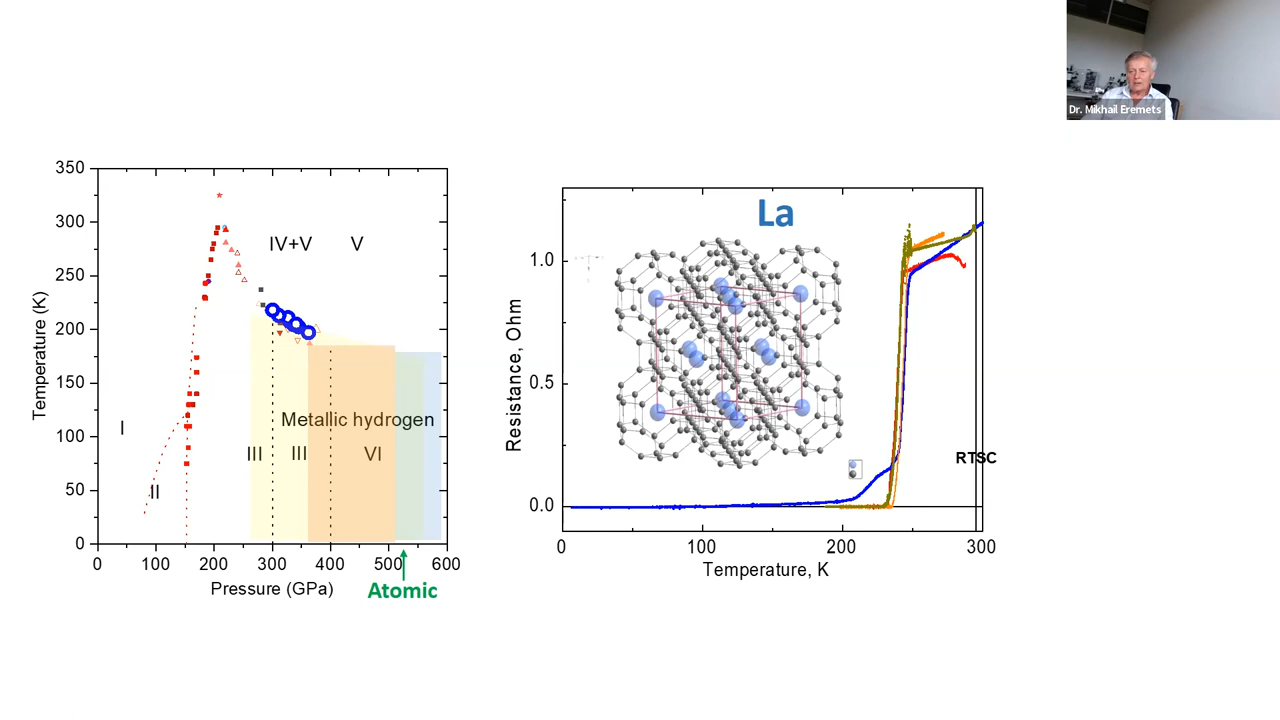 Dr. Mikhail Eremets
350
300
250
200
150
100
50
0
Temperature (K)
IV+V
V
I
II
Metallic hydrogen
III
III
VI
0
100
200
300
400
500
600
Pressure (GPa)
Atomic
La
1.0
0.5
0.0
Resistance, Ohm
RTSC
0
100
200
300
Temperature, K